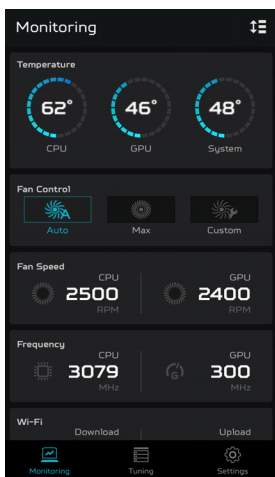 Monitoring
Temperature
62° 46° 48°
CPU GPU System
Fan Control
A
Auto Max Custom
Fan Speed
CPU GPU
2500 2400
RPM RPM
Frequency
CPU GPU
G
3079 300
MHz MHz
Wi-Fi
Download Upload
Monitoring Tuning Settings